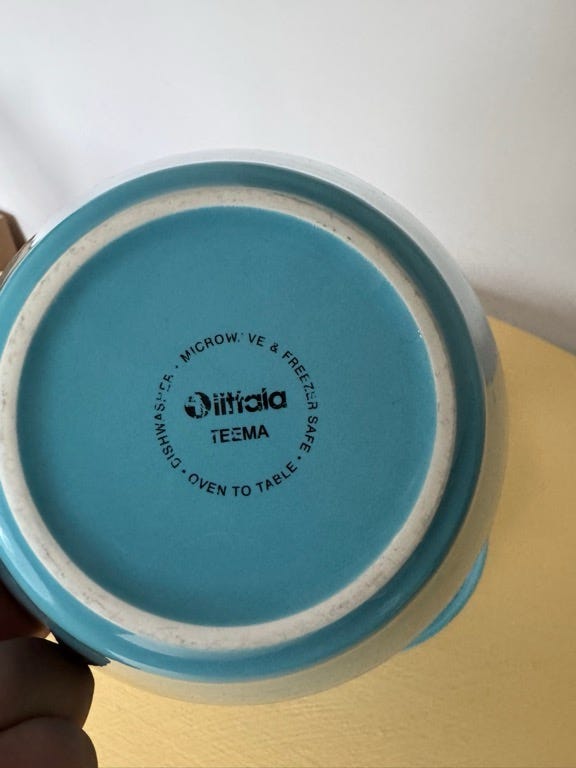 DISHWASHER • MICROWAVE & FREEZER SAFE • OVEN TO TABLE •
iittala
TEEMA